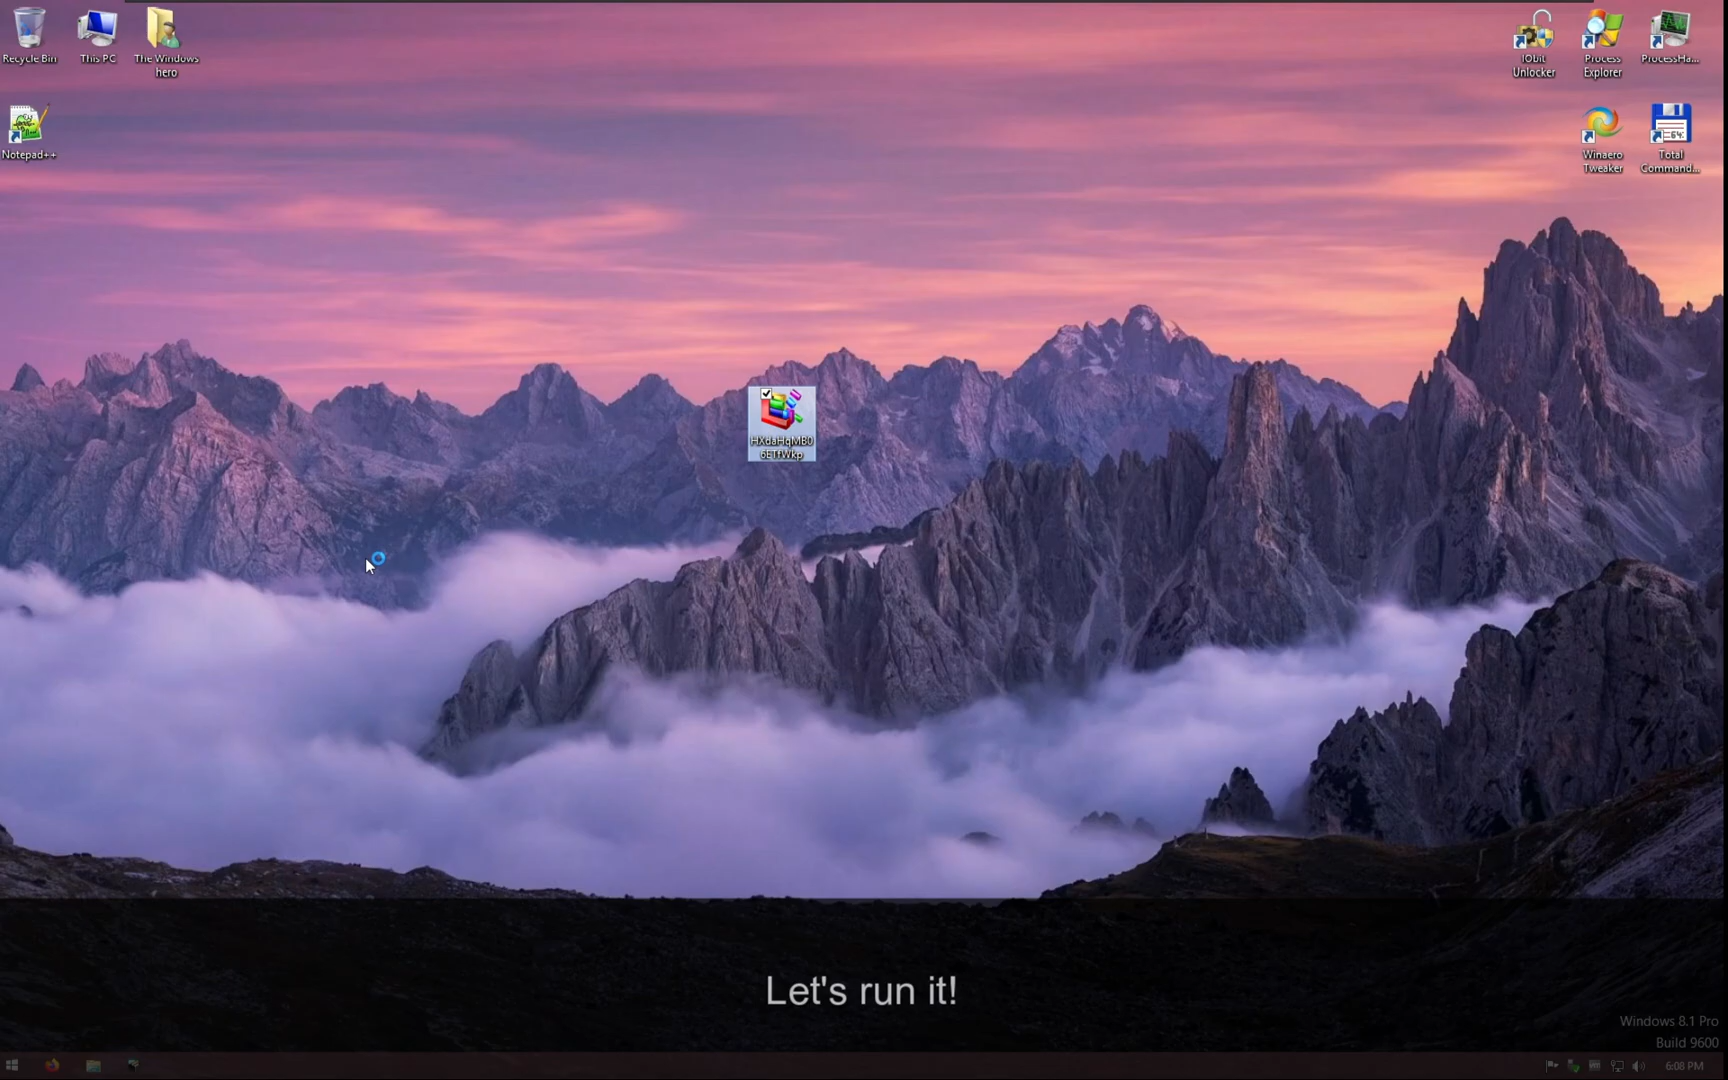 Recycle Bin
This PC
The Windows
hero
IObit
Unlocker
Process
Explorer
ProcessHa...
Notepad++
Winaero
Tweaker
64
Total
Command...
HXdaHqMB0
6ETfWkp
Let's run it!
Windows 8.1 Pro
Build 9600
6:08 PM